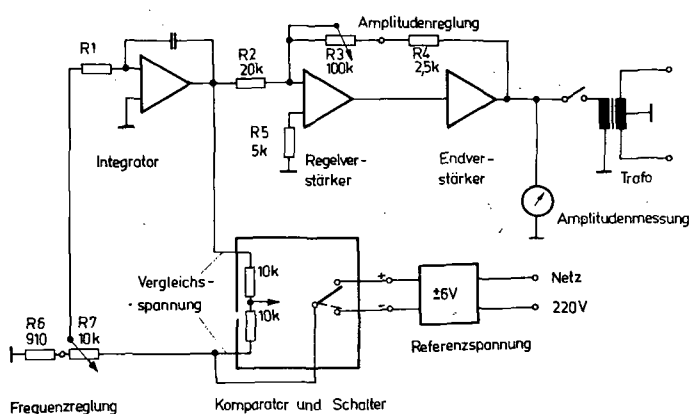 Amplitudenreglung
R1
R2
20k
R3
100k
R4
2,5k
R5
5k
Integrator
Regelver-
stärker
Endver-
stärker
Trafo
Amplitudenmessung
Vergleichs-
spannung
10k
10k
+
-
±6V
Netz
220V
Referenzspannung
R6
910
R7
10k
Frequenzreglung
Komparator und Schalter